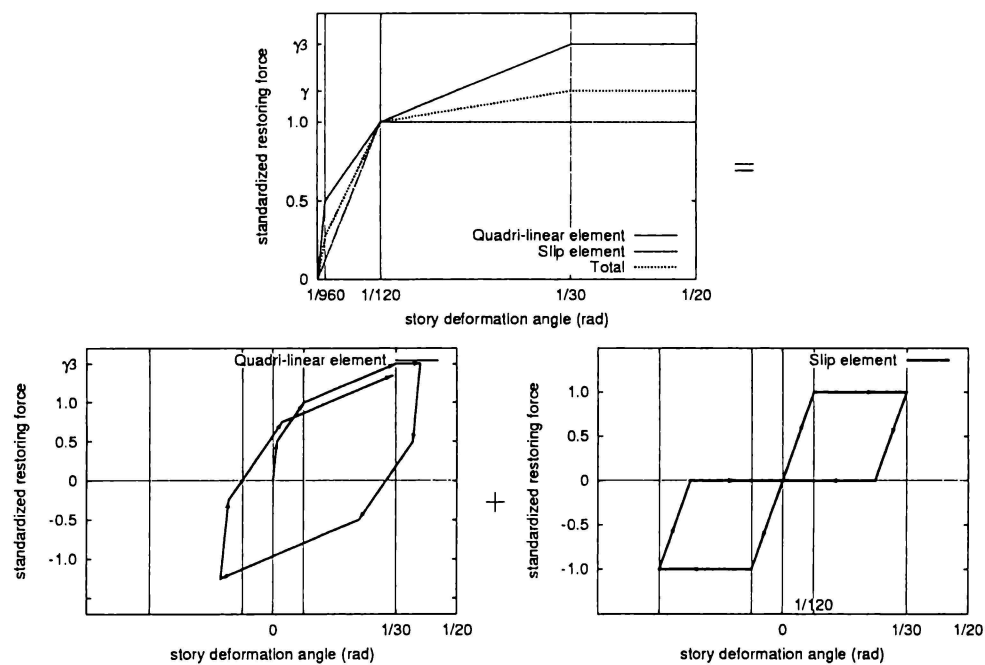 γ3
γ
1.0
0.5
0
standardized restoring force
Quadri-linear element
Slip element
Total
1/960 1/120 1/30 1/20
story deformation angle (rad)
=
γ3
1.0
0.5
0
-0.5
-1.0
standardized restoring force
Quadri-linear element
0 1/30 1/20
story deformation angle (rad)
+
1.0
0.5
0
-0.5
-1.0
standardized restoring force
Slip element
1/120
0 1/30 1/20
story deformation angle (rad)